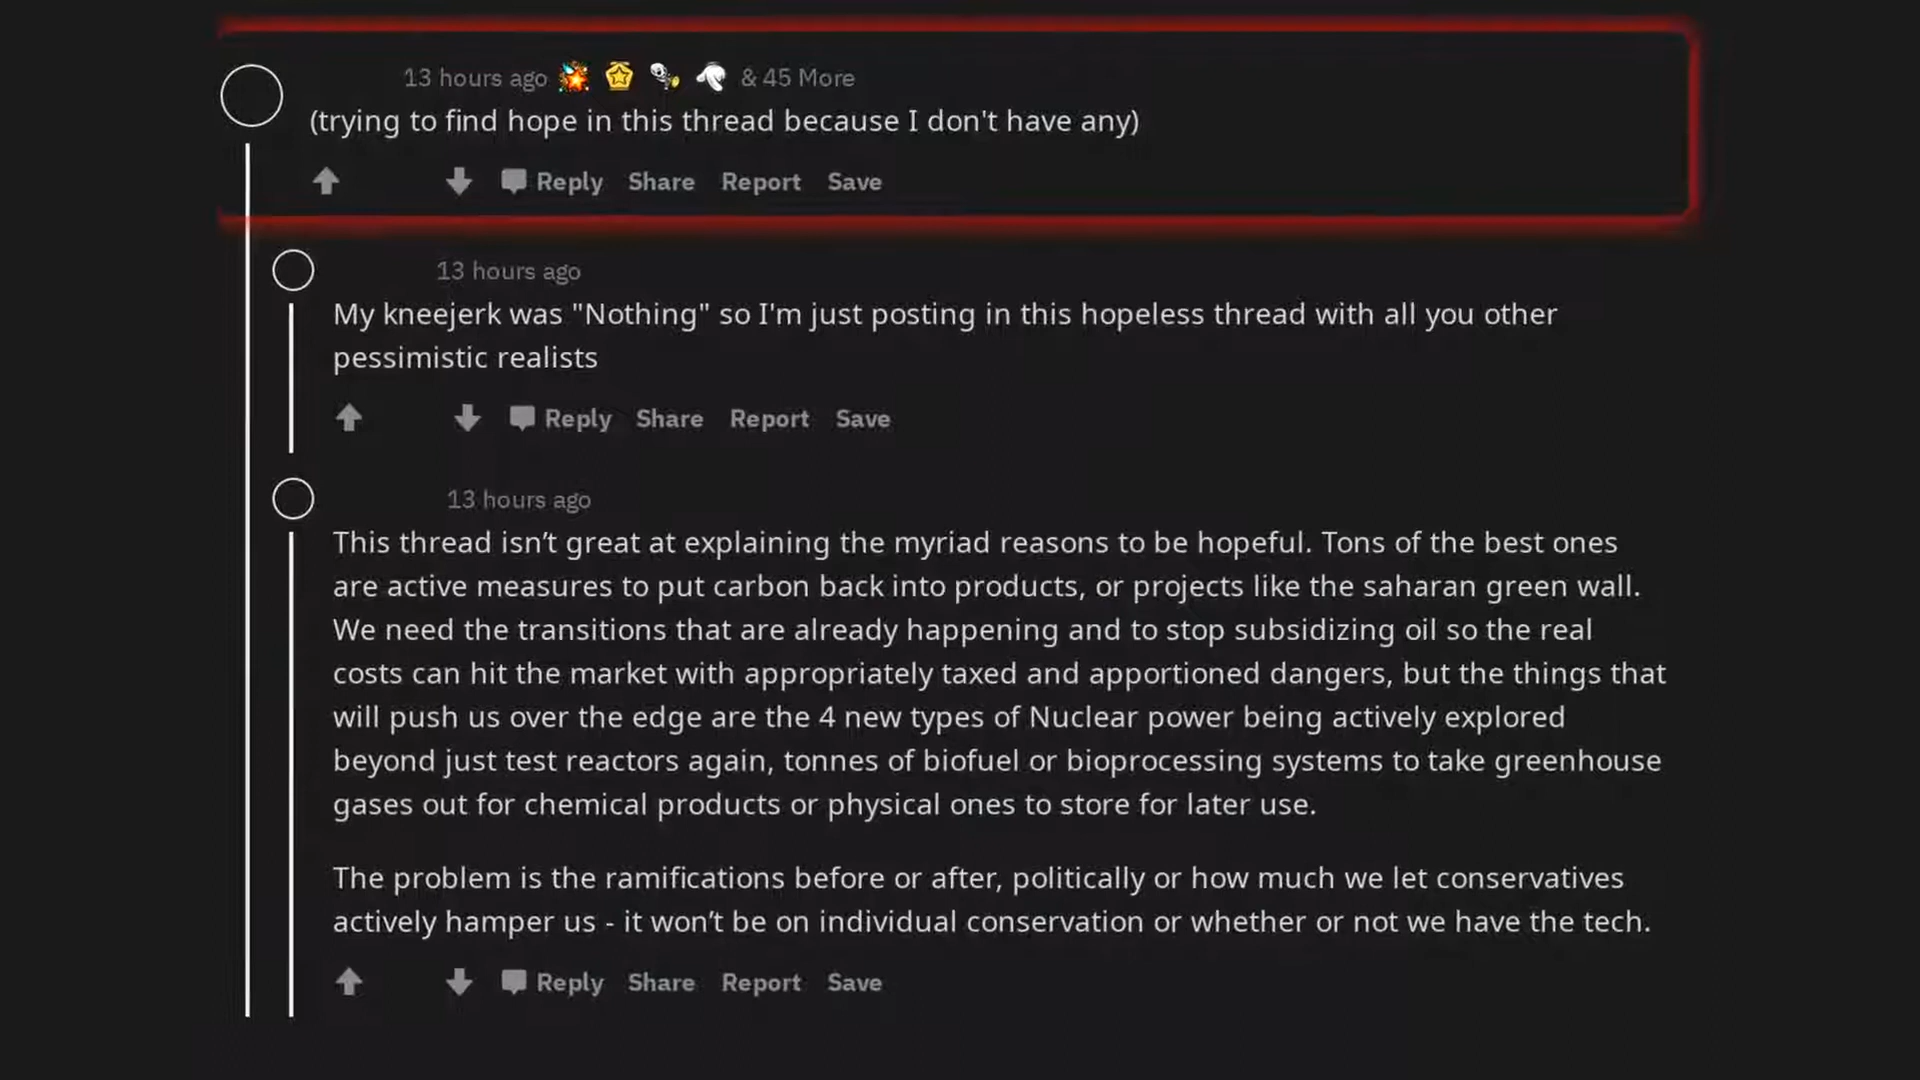 13 hours ago & 45 More
(trying to find hope in this thread because I don't have any)
Reply Share Report Save
13 hours ago
My kneejerk was "Nothing" so I'm just posting in this hopeless thread with all you other
pessimistic realists
Reply Share Report Save
13 hours ago
This thread isn’t great at explaining the myriad reasons to be hopeful. Tons of the best ones
are active measures to put carbon back into products, or projects like the saharan green wall.
We need the transitions that are already happening and to stop subsidizing oil so the real
costs can hit the market with appropriately taxed and apportioned dangers, but the things that
will push us over the edge are the 4 new types of Nuclear power being actively explored
beyond just test reactors again, tonnes of biofuel or bioprocessing systems to take greenhouse
gases out for chemical products or physical ones to store for later use.
The problem is the ramifications before or after, politically or how much we let conservatives
actively hamper us - it won’t be on individual conservation or whether or not we have the tech.
Reply Share Report Save